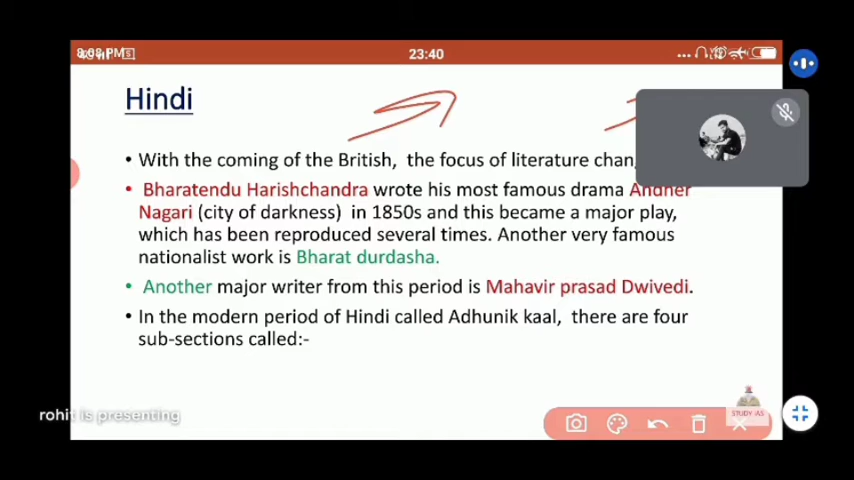 8:08 PM
23:40
Hindi
• With the coming of the British, the focus of literature chan
• Bharatendu Harishchandra wrote his most famous drama Andher
Nagari (city of darkness) in 1850s and this became a major play,
which has been reproduced several times. Another very famous
nationalist work is Bharat durdasha.
• Another major writer from this period is Mahavir prasad Dwivedi.
• In the modern period of Hindi called Adhunik kaal, there are four
sub-sections called:-
rohit is presenting
STUDY IAS